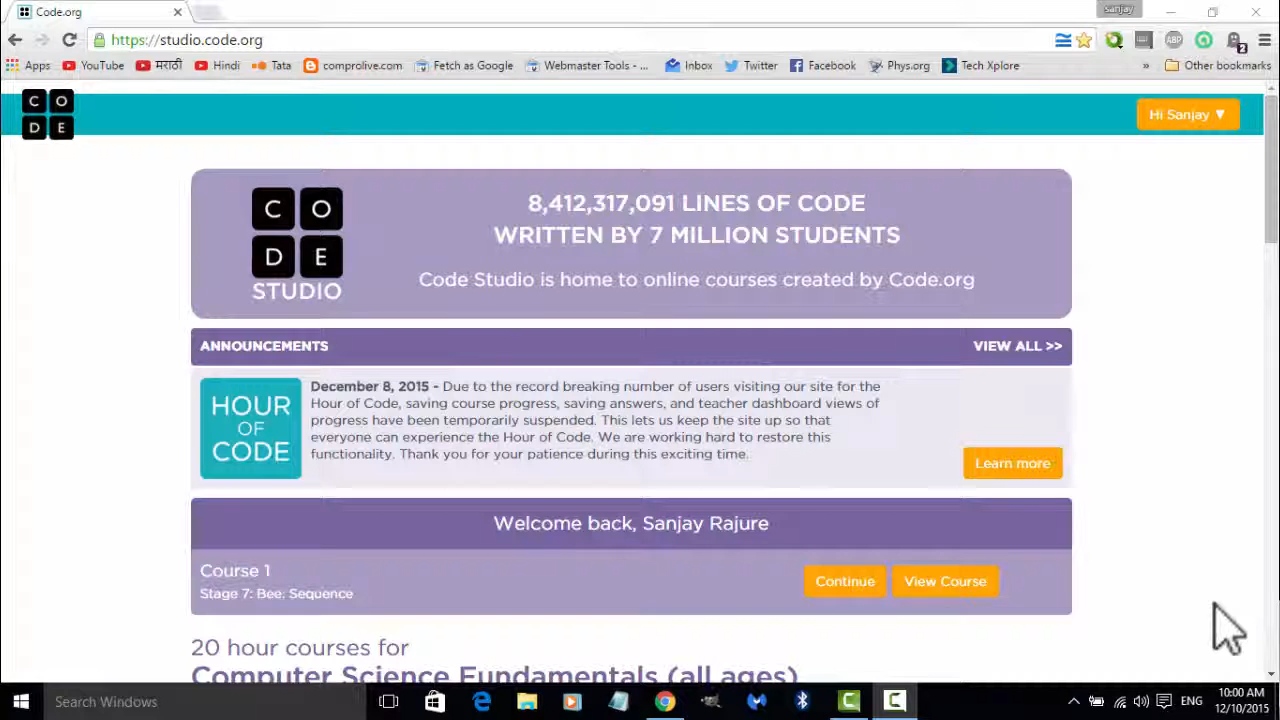 Code.org
sanjay
https://studio.code.org
ABP
2
Apps YouTube मराठी Hindi Tata comprolive.com Fetch as Google Webmaster Tools - ... Inbox Twitter Facebook Phys.org Tech Xplore » Other bookmarks
C O
D E
Hi Sanjay ▼
C O
D E
STUDIO
8,412,317,091 LINES OF CODE
WRITTEN BY 7 MILLION STUDENTS
Code Studio is home to online courses created by Code.org
ANNOUNCEMENTS VIEW ALL >>
HOUR
OF
CODE
December 8, 2015 - Due to the record breaking number of users visiting our site for the
Hour of Code, saving course progress, saving answers, and teacher dashboard views of
progress have been temporarily suspended. This lets us keep the site up so that
everyone can experience the Hour of Code. We are working hard to restore this
functionality. Thank you for your patience during this exciting time.
Learn more
Welcome back, Sanjay Rajure
Course 1
Stage 7: Bee: Sequence
Continue View Course
20 hour courses for
Computer Science Fundamentals (all ages)
Search Windows
ENG
10:00 AM
12/10/2015